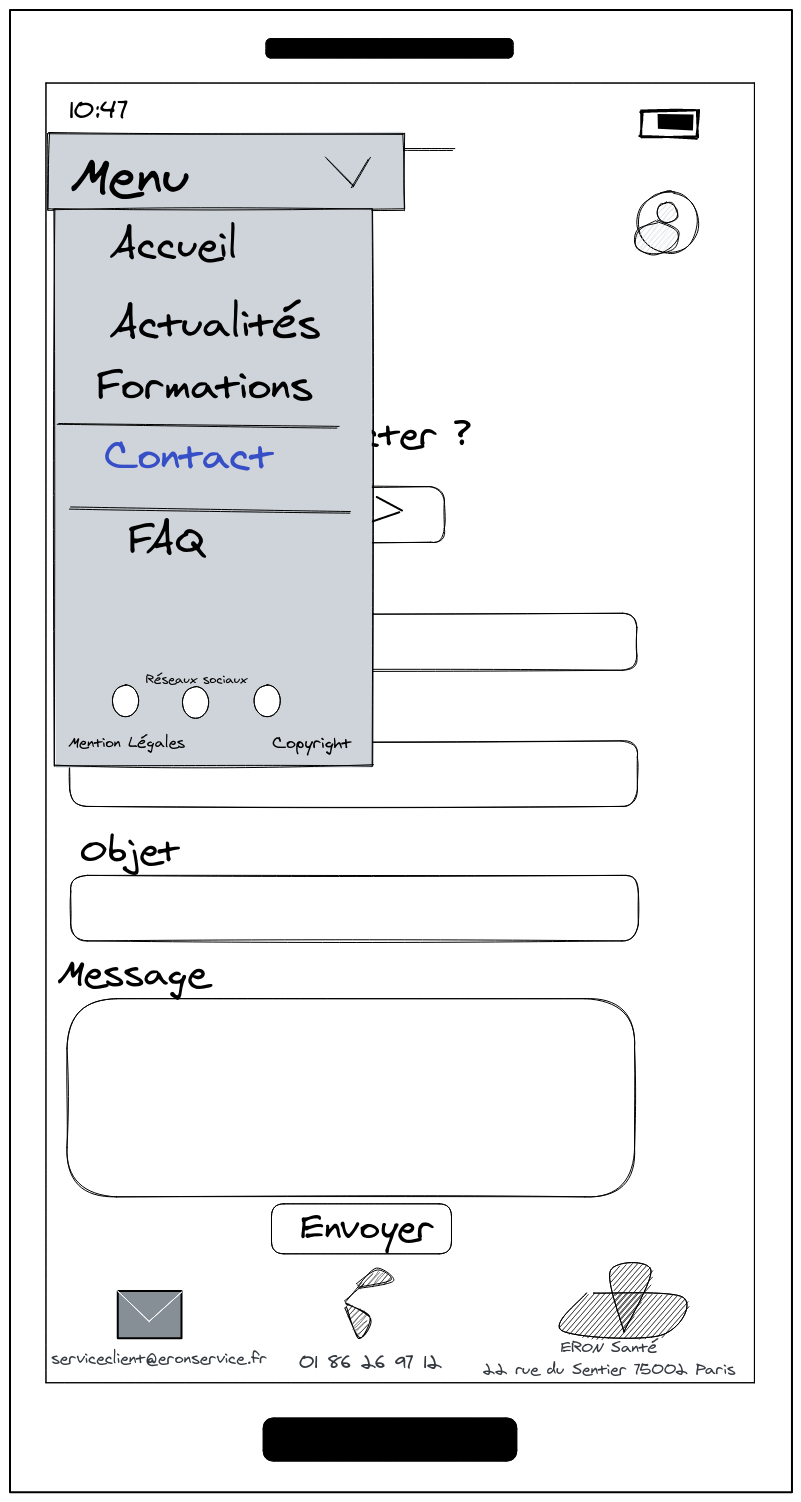 10:47
Menu
Accueil
Actualités
Formations
ter ?
Contact
FAQ
Réseaux sociaux
Mention Légales
Copyright
Objet
Message
Envoyer
serviceclient@eronservice.fr
01 86 26 97 12
ERON Santé
22 rue du Sentier 75002 Paris